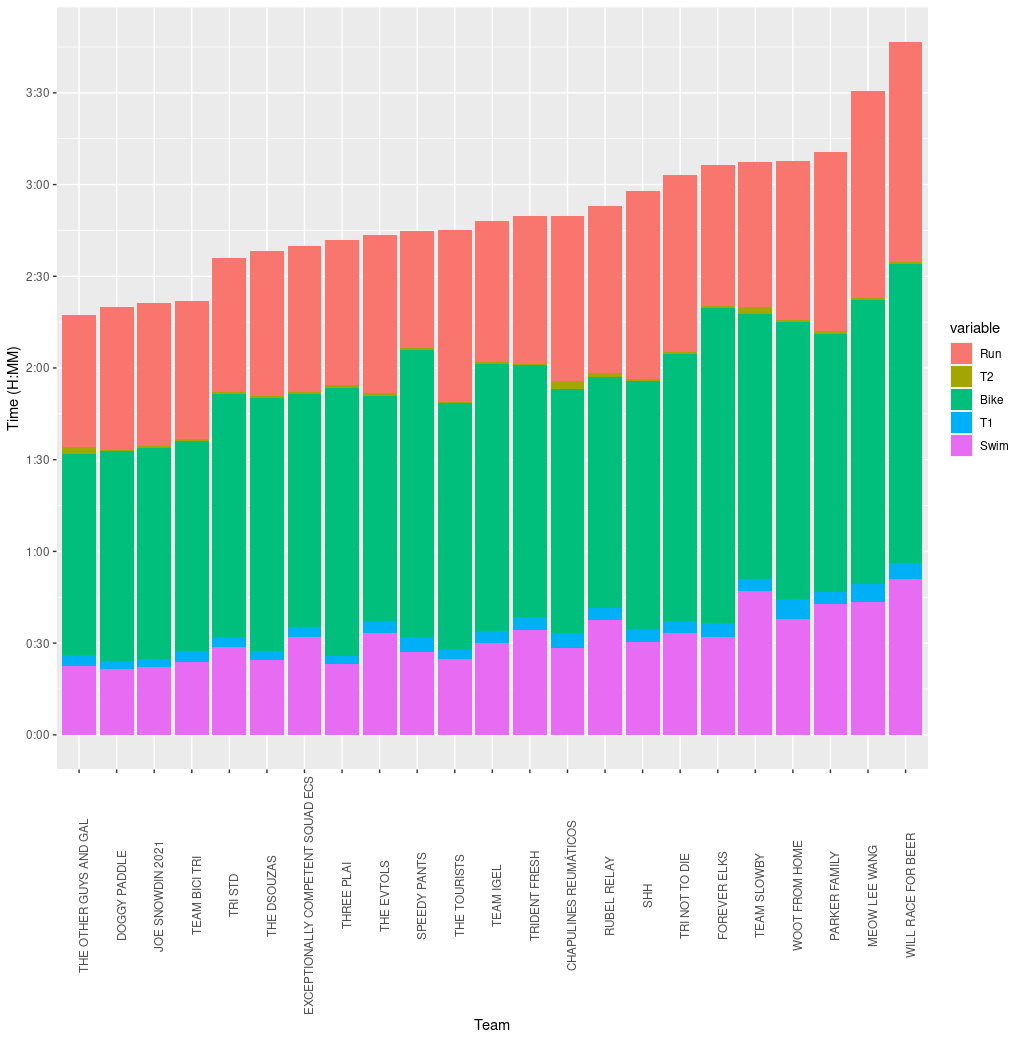 Time (H:MM)
3:30
3:00
2:30
2:00
1:30
1:00
0:30
0:00
THE OTHER GUYS AND GAL
DOGGY PADDLE
JOE SNOWDIN 2021
TEAM BICI TRI
TRI STD
THE DSOUZAS
EXCEPTIONALLY COMPETENT SQUAD ECS
THREE PLAI
THE EVTOLS
SPEEDY PANTS
THE TOURISTS
TEAM IGEL
TRIDENT FRESH
CHAPULINES REUMÁTICOS
RUBEL RELAY
SHH
TRI NOT TO DIE
FOREVER ELKS
TEAM SLOWBY
WOOT FROM HOME
PARKER FAMILY
MEOW LEE WANG
WILL RACE FOR BEER
Team
variable
Run
T2
Bike
T1
Swim